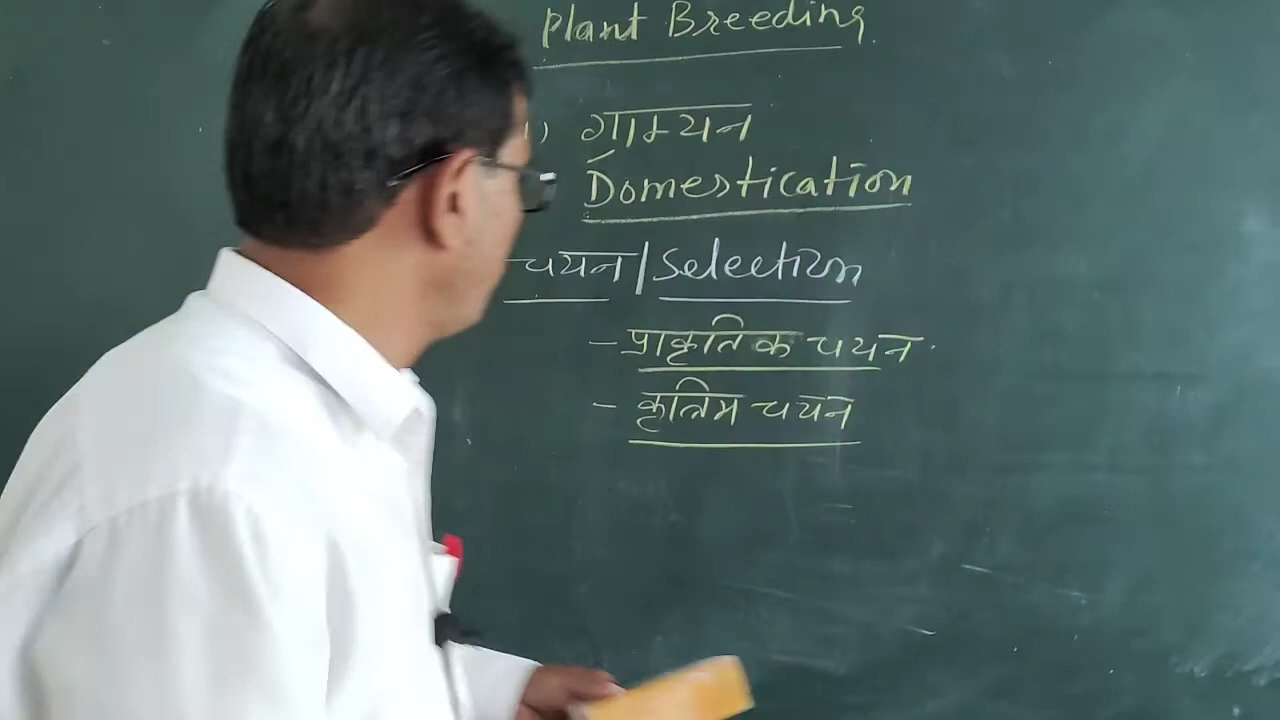 Plant Breeding
1) ग्राम्यन
Domestication
चयन / Selection
- प्राकृतिक चयन
- कृत्रिम चयन